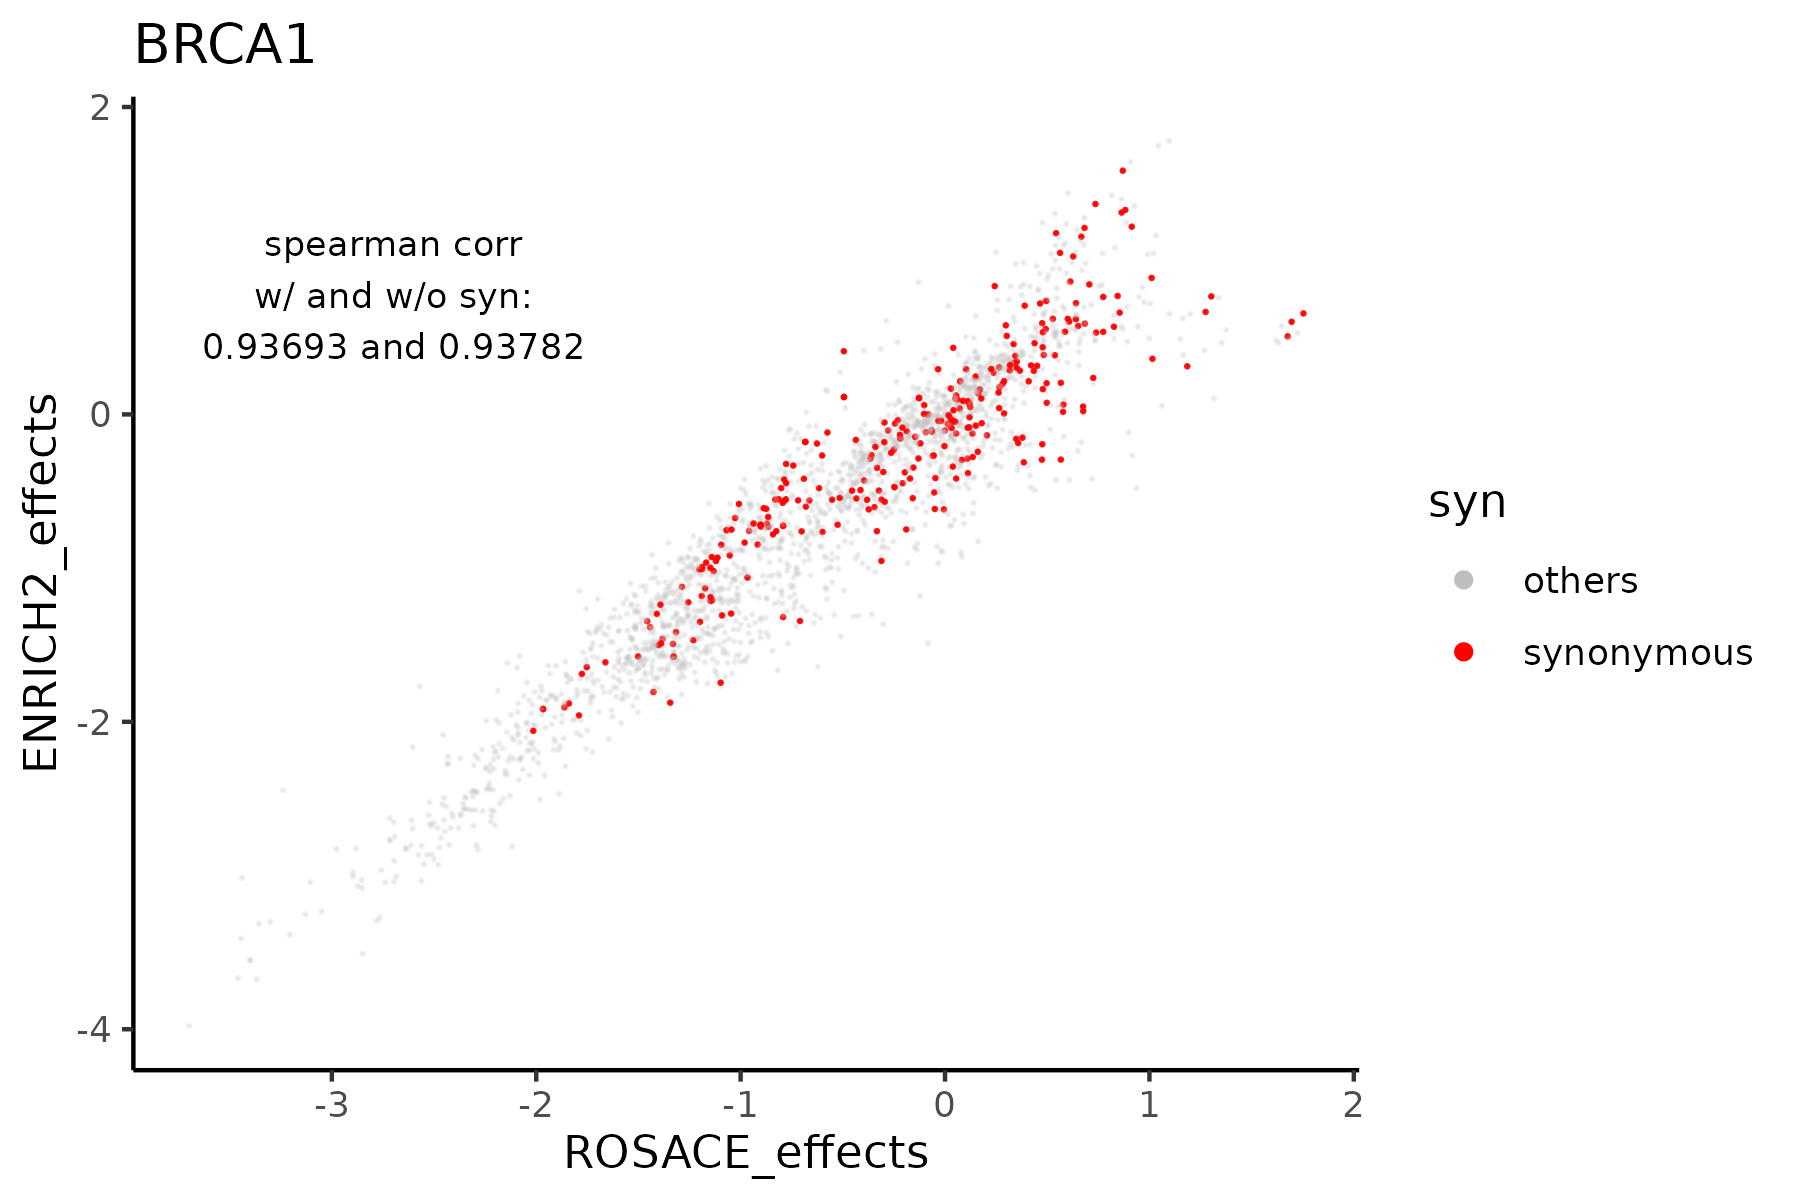 BRCA1
2
0
-2
-4
ENRICH2_effects
spearman corr
w/ and w/o syn:
0.93693 and 0.93782
-3
-2
-1
0
1
2
ROSACE_effects
syn
others
synonymous